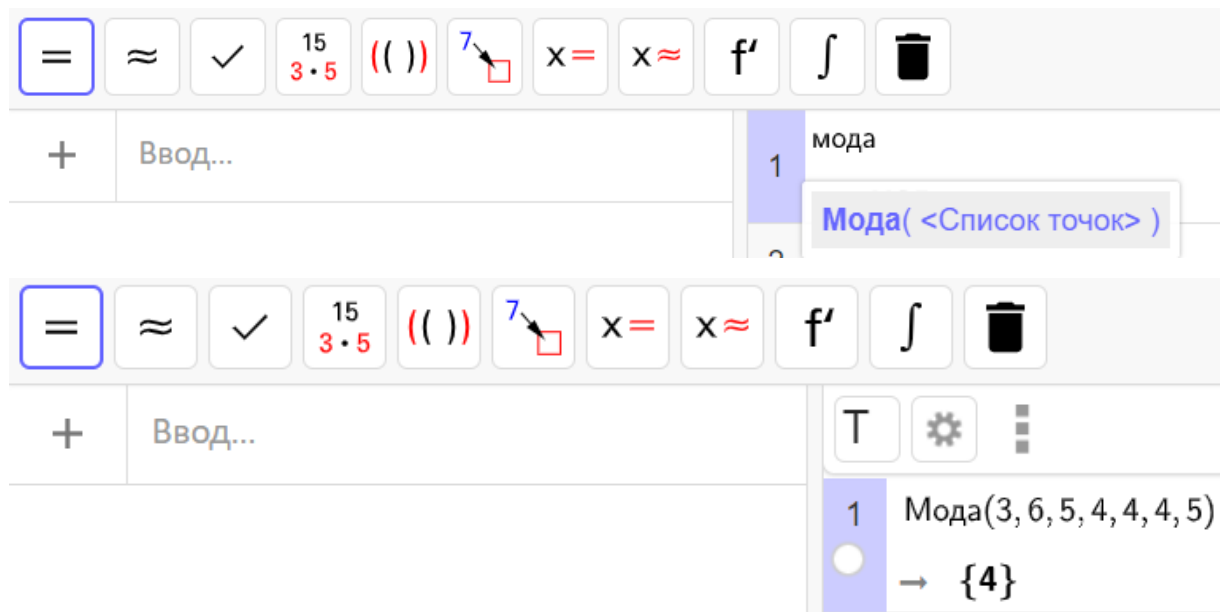 = ≈ ✓ 15 3·5 (( )) 7 x= x≈ f′ ∫
+ Ввод...
1 мода
Мода( <Список точок> )
= ≈ ✓ 15 3·5 (( )) 7 x= x≈ f′ ∫
+ Ввод...
T
1 Мода(3, 6, 5, 4, 4, 4, 5)
→ {4}